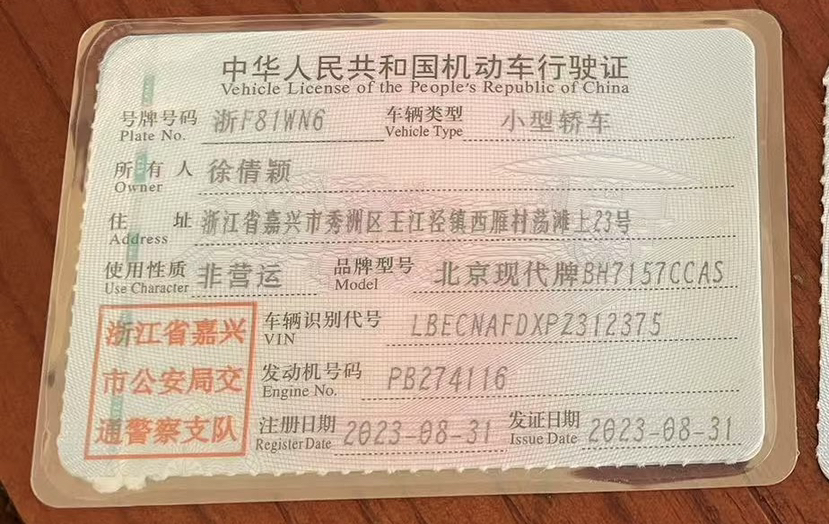 中华人民共和国机动车行驶证
Vehicle License of the People's Republic of China
号牌号码 浙F81WN6 车辆类型 小型轿车
Plate No. Vehicle Type
所有人 徐倩颖
Owner
住址 浙江省嘉兴市秀洲区王江泾镇西雁村荡滩上23号
Address
使用性质 非营运 品牌型号 北京现代牌BH7157CCAS
Use Character Model
浙江省嘉兴
市公安局交
通警察支队
车辆识别代号 LBECNAFDXPZ312375
VIN
发动机号码 PB274116
Engine No.
注册日期 2023-08-31 发证日期 2023-08-31
Register Date Issue Date